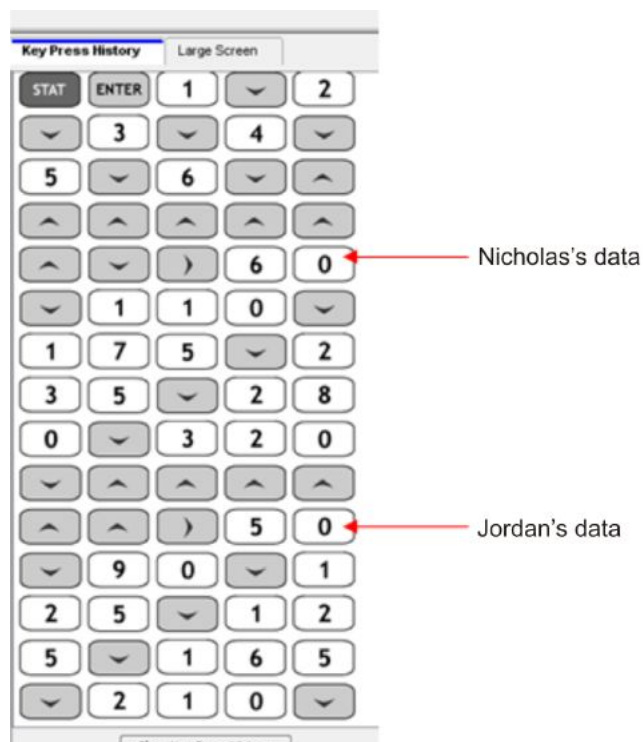 Key Press History Large Screen
STAT ENTER 1 2
3 4
5 6
6 0 Nicholas's data
1 1 0
1 7 5 2
3 5 2 8
0 3 2 0
5 0 Jordan's data
9 0 1
2 5 1 2
5 1 6 5
2 1 0